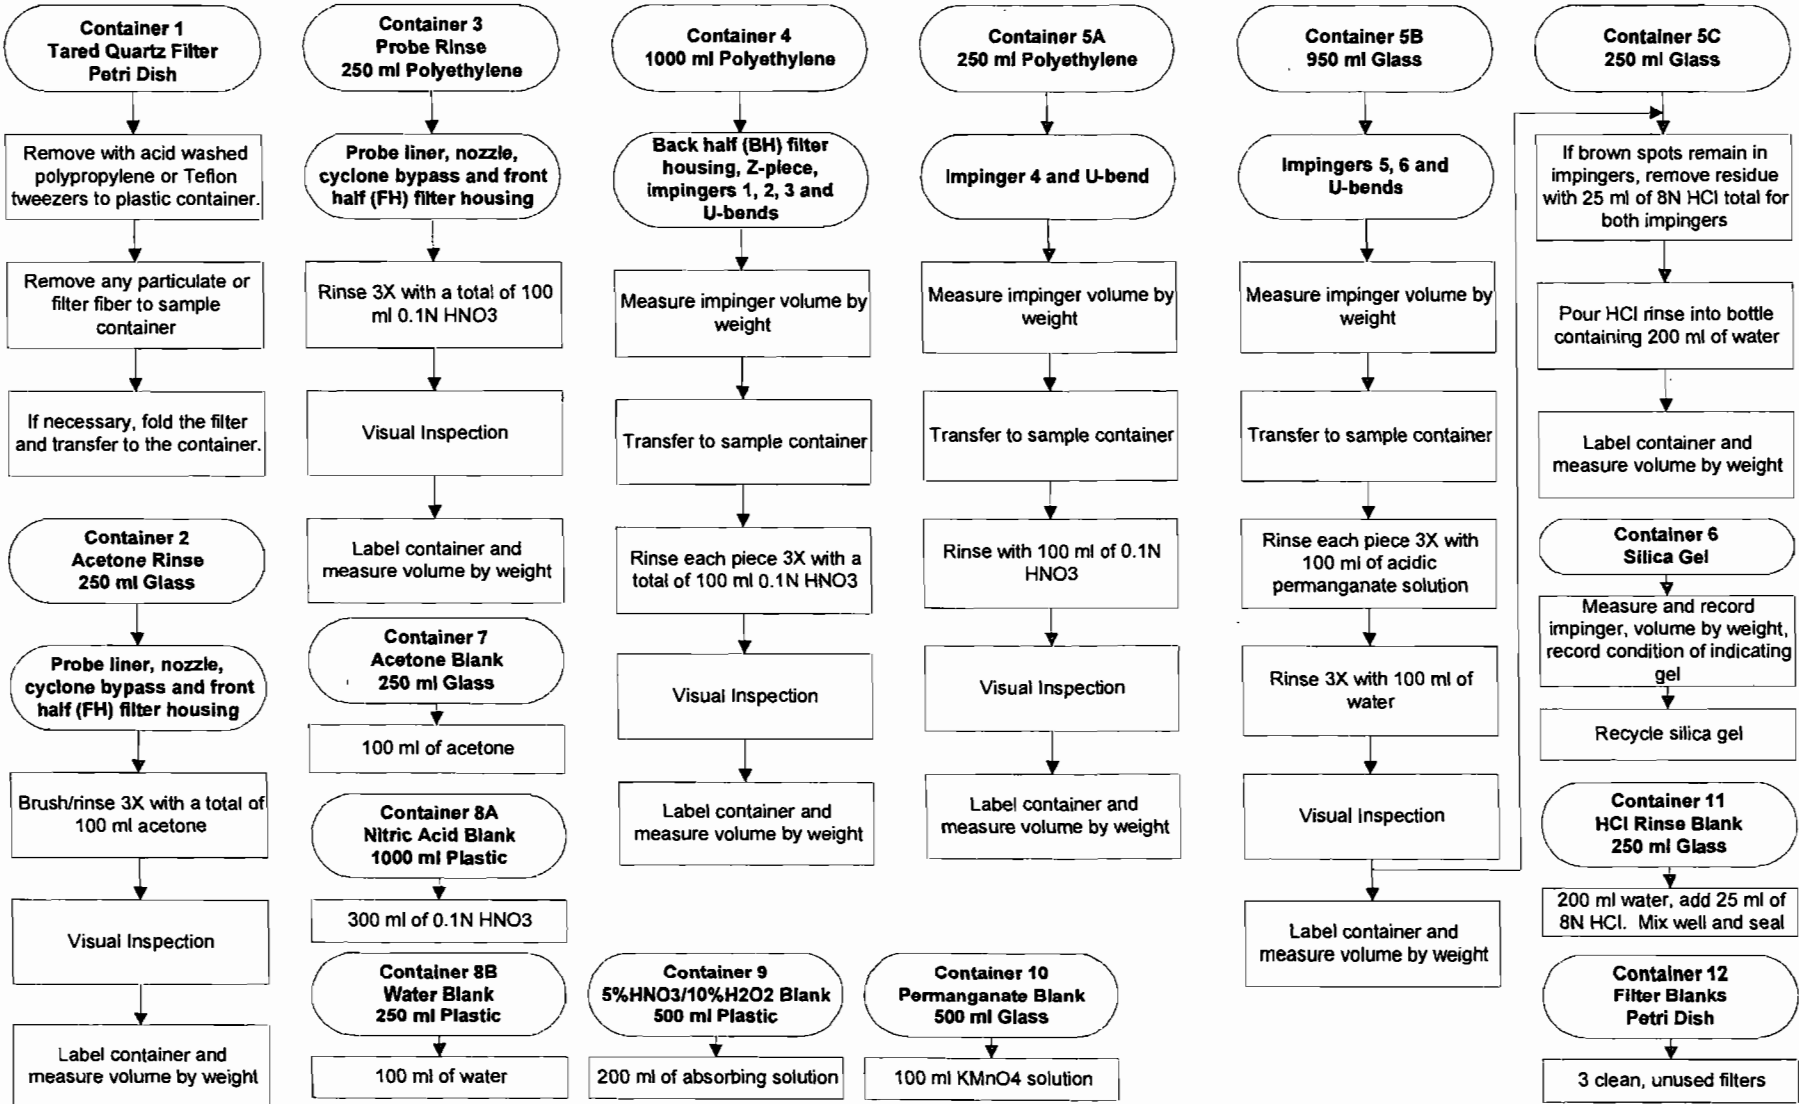 Container 1
Tared Quartz Filter
Petri Dish
Remove with acid washed
polypropylene or Teflon
tweezers to plastic container.
Remove any particulate or
filter fiber to sample
container
If necessary, fold the filter
and transfer to the container.
Container 2
Acetone Rinse
250 ml Glass
Probe liner, nozzle,
cyclone bypass and front
half (FH) filter housing
Brush/rinse 3X with a total of
100 ml acetone
Visual Inspection
Label container and
measure volume by weight
Container 3
Probe Rinse
250 ml Polyethylene
Probe liner, nozzle,
cyclone bypass and front
half (FH) filter housing
Rinse 3X with a total of 100
ml 0.1N HNO3
Visual Inspection
Label container and
measure volume by weight
Container 7
Acetone Blank
250 ml Glass
100 ml of acetone
Container 8A
Nitric Acid Blank
1000 ml Plastic
300 ml of 0.1N HNO3
Container 8B
Water Blank
250 ml Plastic
100 ml of water
Container 4
1000 ml Polyethylene
Back half (BH) filter
housing, Z-piece,
impingers 1, 2, 3 and
U-bends
Measure impinger volume by
weight
Transfer to sample container
Rinse each piece 3X with a
total of 100 ml 0.1N HNO3
Visual Inspection
Label container and
measure volume by weight
Container 9
5%HNO3/10%H2O2 Blank
500 ml Plastic
200 ml of absorbing solution
Container 5A
250 ml Polyethylene
Impinger 4 and U-bend
Measure impinger volume by
weight
Transfer to sample container
Rinse with 100 ml of 0.1N
HNO3
Visual Inspection
Label container and
measure volume by weight
Container 10
Permanganate Blank
500 ml Glass
100 ml KMnO4 solution
Container 5B
950 ml Glass
Impingers 5, 6 and
U-bends
Measure impinger volume by
weight
Transfer to sample container
Rinse each piece 3X with
100 ml of acidic
permanganate solution
Rinse 3X with 100 ml of
water
Visual Inspection
Label container and
measure volume by weight
Container 5C
250 ml Glass
If brown spots remain in
impingers, remove residue
with 25 ml of 8N HCl total for
both impingers
Pour HCl rinse into bottle
containing 200 ml of water
Label container and
measure volume by weight
Container 6
Silica Gel
Measure and record
impinger, volume by weight,
record condition of indicating
gel
Recycle silica gel
Container 11
HCl Rinse Blank
250 ml Glass
200 ml water, add 25 ml of
8N HCl. Mix well and seal
Container 12
Filter Blanks
Petri Dish
3 clean, unused filters